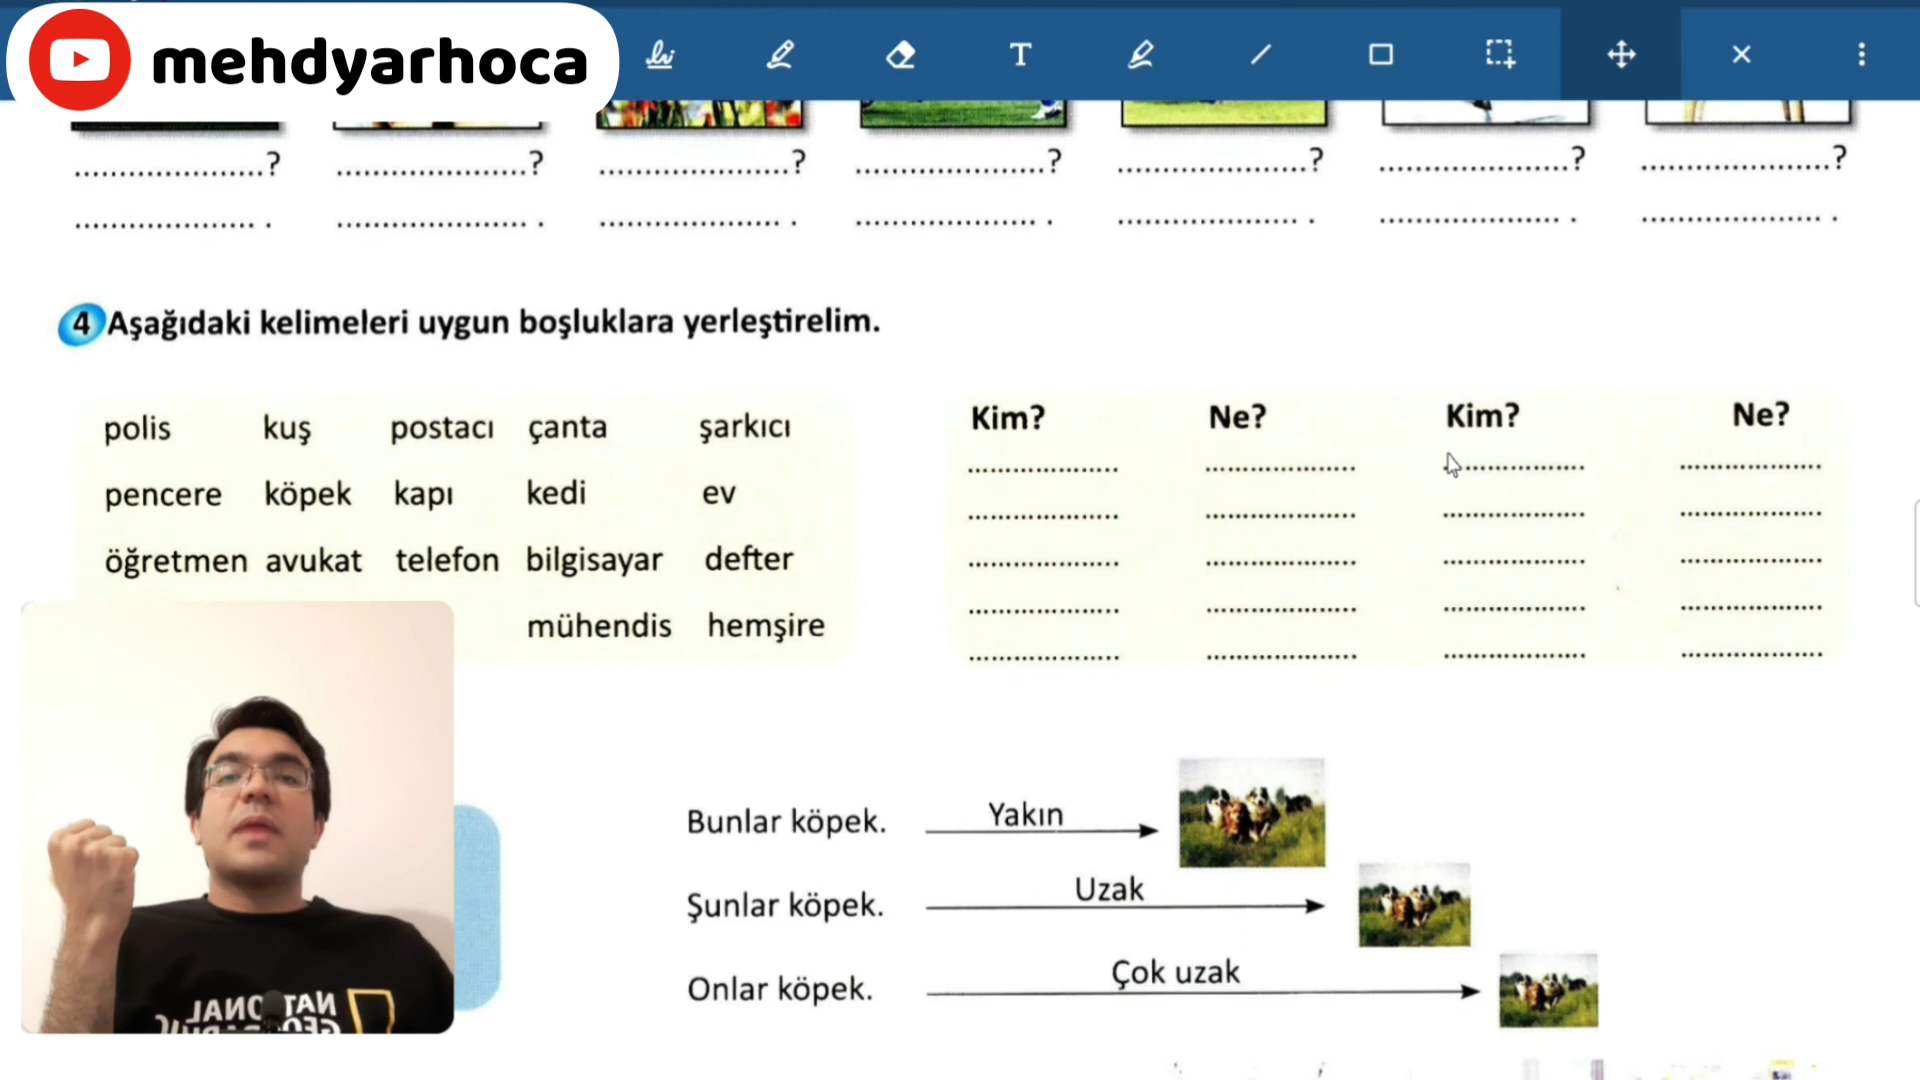 mehdyarhoca
T
....................? ....................? ....................? ....................? ....................? ....................? ....................?
.................... . .................... . .................... . .................... . .................... . .................... . .................... .
4 Aşağıdaki kelimeleri uygun boşluklara yerleştirelim.
polis kuş postacı çanta şarkıcı
pencere köpek kapı kedi ev
öğretmen avukat telefon bilgisayar defter
mühendis hemşire
Kim? Ne? Kim? Ne?
Bunlar köpek. Yakın
Şunlar köpek. Uzak
Onlar köpek. Çok uzak
NATIONAL